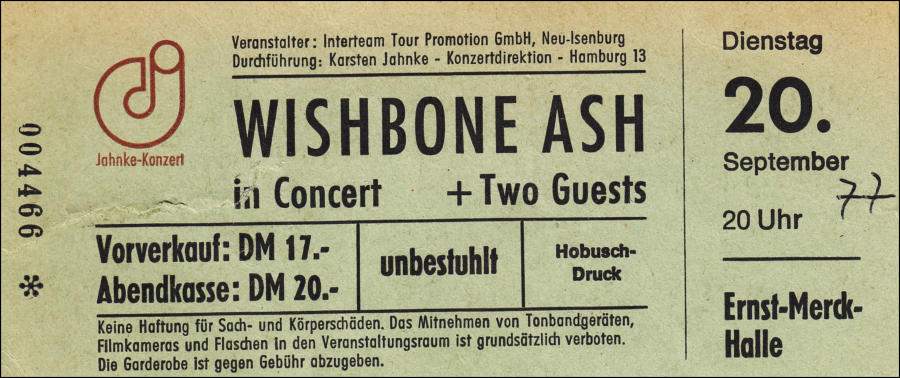 Veranstalter: Interteam Tour Promotion GmbH, Neu-Isenburg
Durchführung: Karsten Jahnke - Konzertdirektion - Hamburg 13
Jahnke-Konzert
WISHBONE ASH
in Concert + Two Guests
Vorverkauf: DM 17.-
Abendkasse: DM 20.-
unbestuhlt
Hobusch-
Druck
Keine Haftung für Sach- und Körperschäden. Das Mitnehmen von Tonbandgeräten,
Filmkameras und Flaschen in den Veranstaltungsraum ist grundsätzlich verboten.
Die Garderobe ist gegen Gebühr abzugeben.
Dienstag
20.
September
77
20 Uhr
Ernst-Merck-
Halle
004466 *